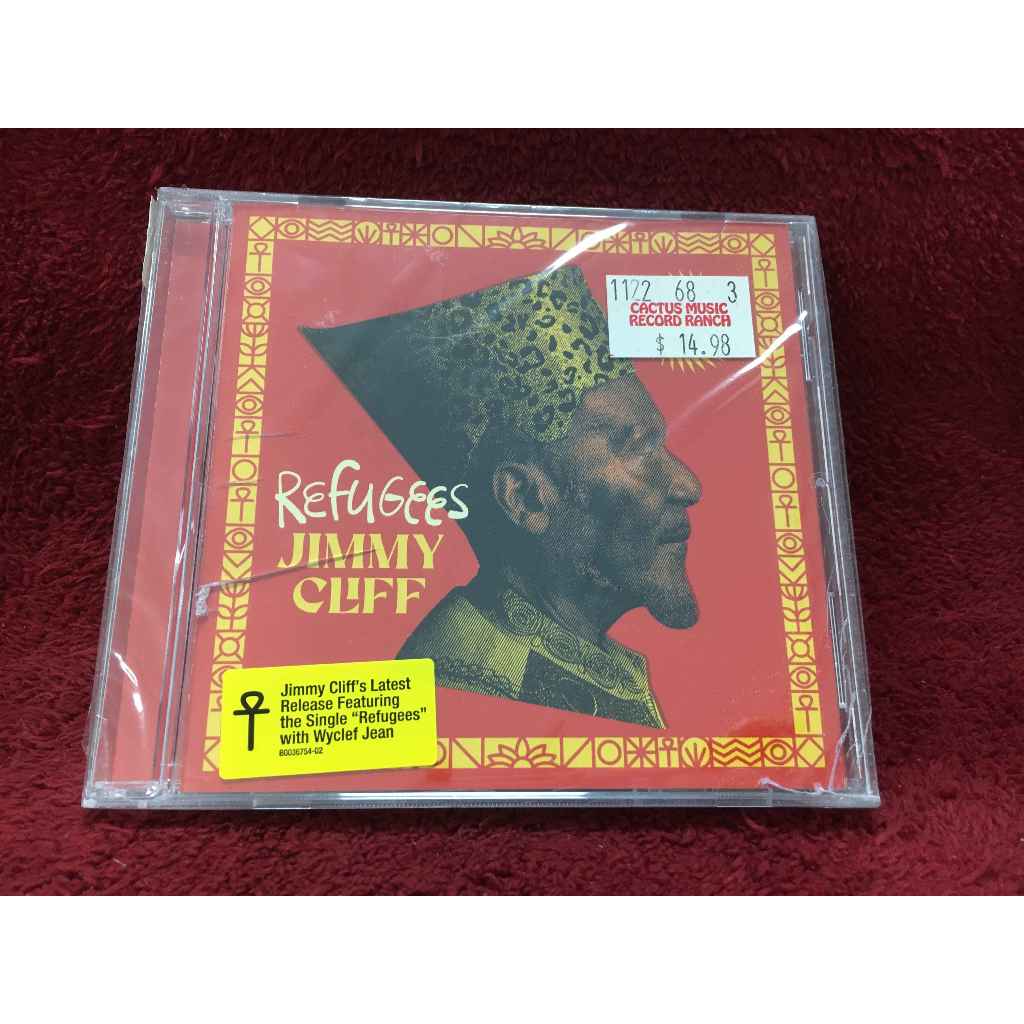 1122 68 3
CACTUS MUSIC
RECORD RANCH
$ 14.98
Refugees
JIMMY
CLIFF
Jimmy Cliff's Latest
Release Featuring
the Single “Refugees”
with Wyclef Jean
B0036754-02